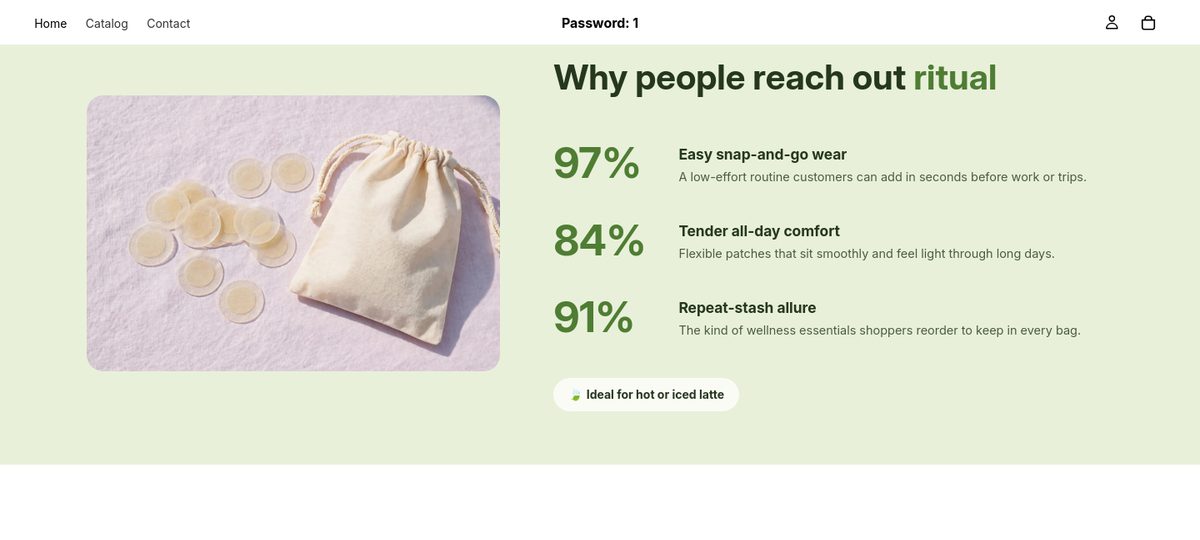 Home Catalog Contact Password: 1
Why people reach out ritual
97% Easy snap-and-go wear
A low-effort routine customers can add in seconds before work or trips.
84% Tender all-day comfort
Flexible patches that sit smoothly and feel light through long days.
91% Repeat-stash allure
The kind of wellness essentials shoppers reorder to keep in every bag.
Ideal for hot or iced latte